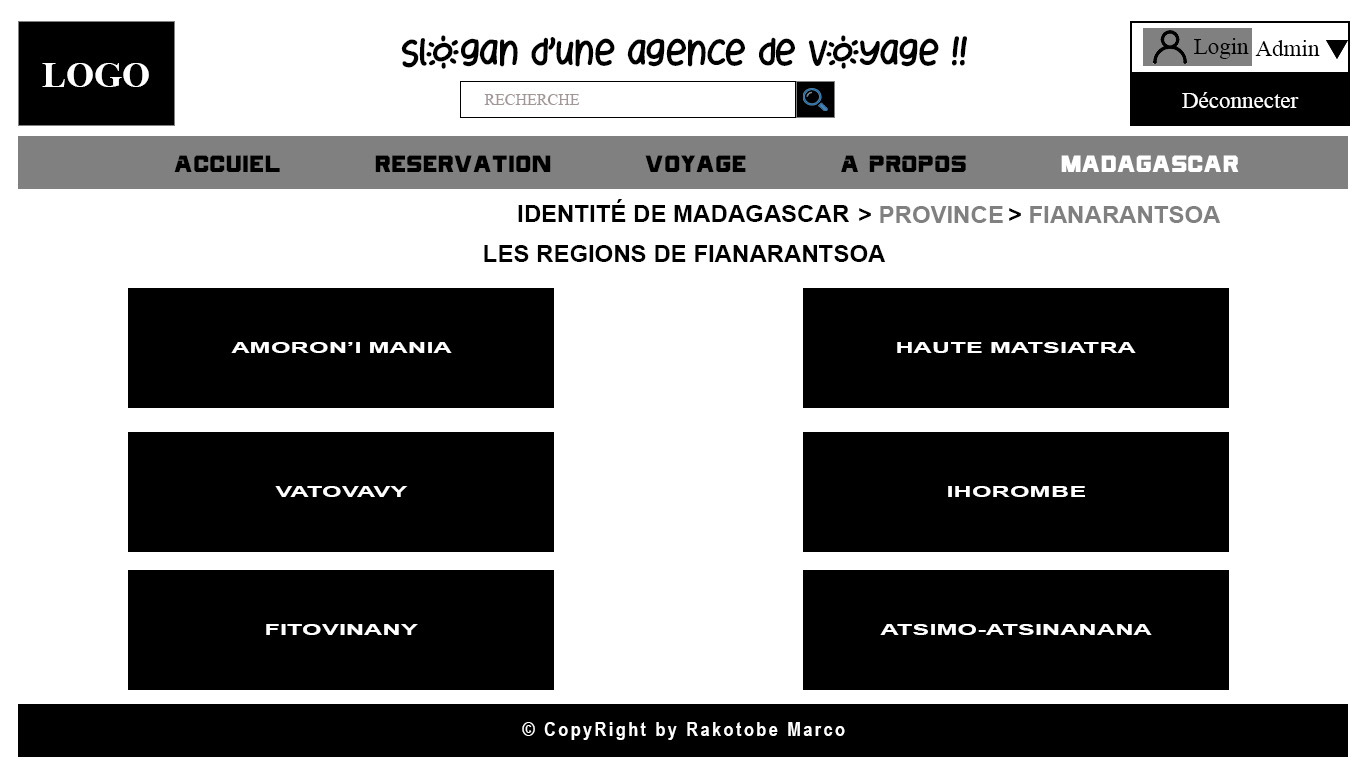 LOGO
slogan d'une agence de voyage !!
RECHERCHE
Login Admin
Déconnecter
ACCUIEL RESERVATION VOYAGE A PROPOS MADAGASCAR
IDENTITÉ DE MADAGASCAR > PROVINCE > FIANARANTSOA
LES REGIONS DE FIANARANTSOA
AMORON'I MANIA HAUTE MATSIATRA
VATOVAVY IHOROMBE
FITOVINANY ATSIMO-ATSINANANA
© CopyRight by Rakotobe Marco